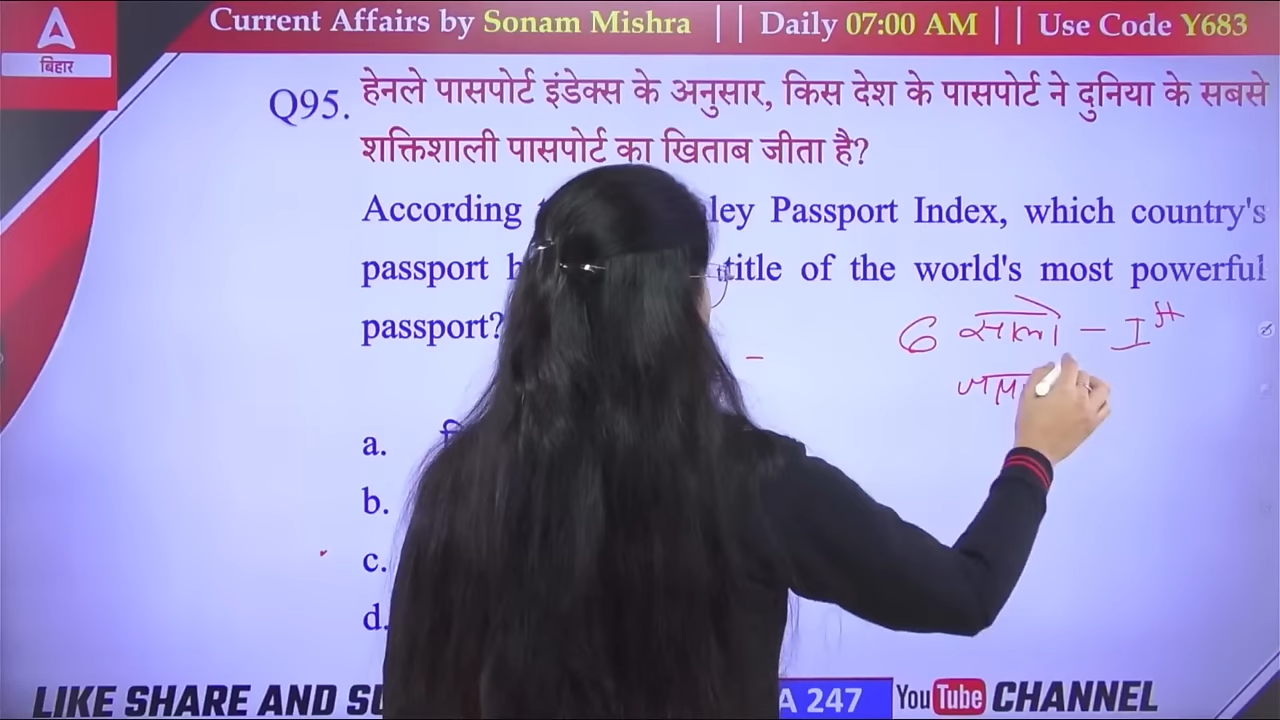 Current Affairs by Sonam Mishra || Daily 07:00 AM || Use Code Y683
बिहार
Q95. हेनले पासपोर्ट इंडेक्स के अनुसार, किस देश के पासपोर्ट ने दुनिया के सबसे
शक्तिशाली पासपोर्ट का खिताब जीता है?
According ley Passport Index, which country's
passport h title of the world's most powerful
passport?
6 सालो - Ist
जाप
a.
b.
c.
d.
LIKE SHARE AND SU A 247 YouTube CHANNEL